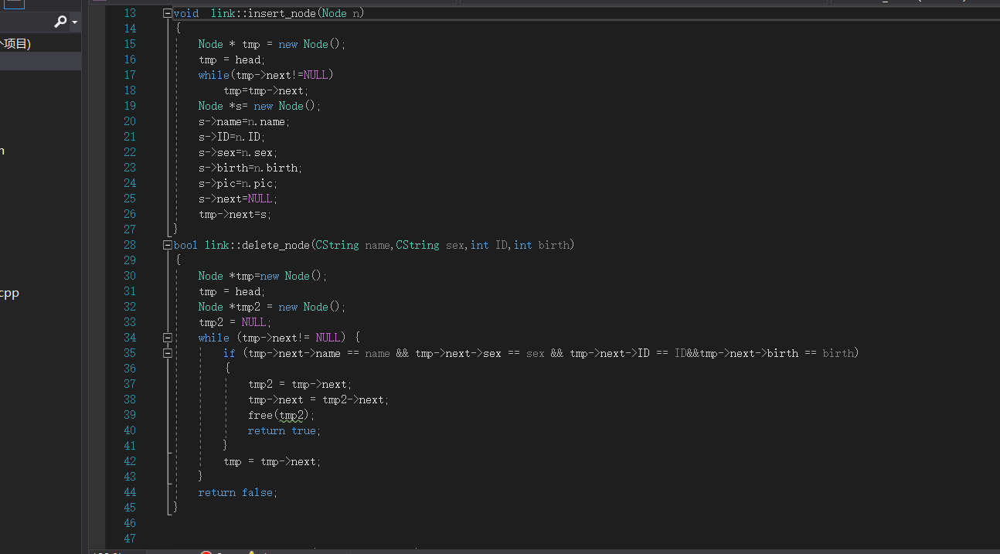 项目)
cpp
13 void link::insert_node(Node n)
14 {
15 Node * tmp = new Node();
16 tmp = head;
17 while(tmp->next!=NULL)
18 tmp=tmp->next;
19 Node *s= new Node();
20 s->name=n.name;
21 s->ID=n.ID;
22 s->sex=n.sex;
23 s->birth=n.birth;
24 s->pic=n.pic;
25 s->next=NULL;
26 tmp->next=s;
27 }
28 bool link::delete_node(CString name,CString sex,int ID,int birth)
29 {
30 Node *tmp=new Node();
31 tmp = head;
32 Node *tmp2 = new Node();
33 tmp2 = NULL;
34 while (tmp->next!= NULL) {
35 if (tmp->next->name == name && tmp->next->sex == sex && tmp->next->ID == ID&&tmp->next->birth == birth)
36 {
37 tmp2 = tmp->next;
38 tmp->next = tmp2->next;
39 free(tmp2);
40 return true;
41 }
42 tmp = tmp->next;
43 }
44 return false;
45 }
46
47